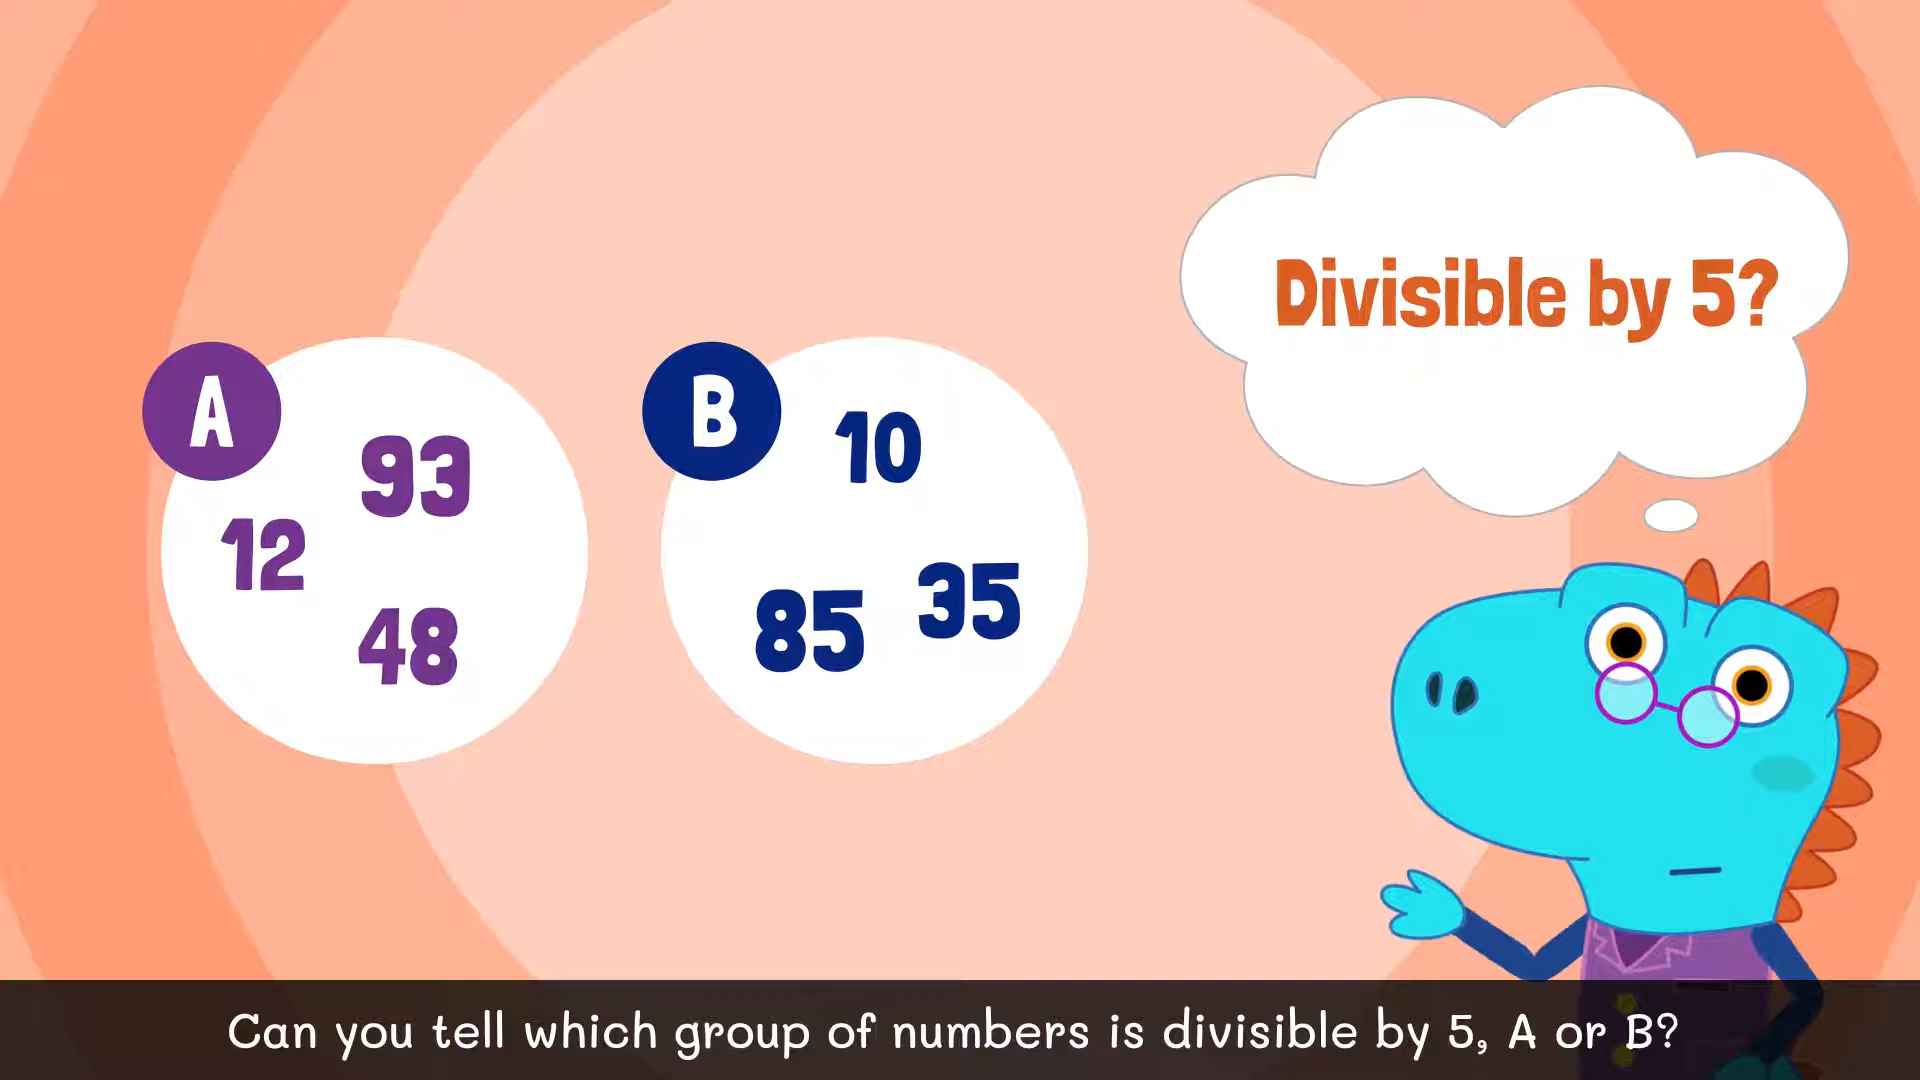 Divisible by 5?
A
93
12
48
B
10
85
35
Can you tell which group of numbers is divisible by 5, A or B?